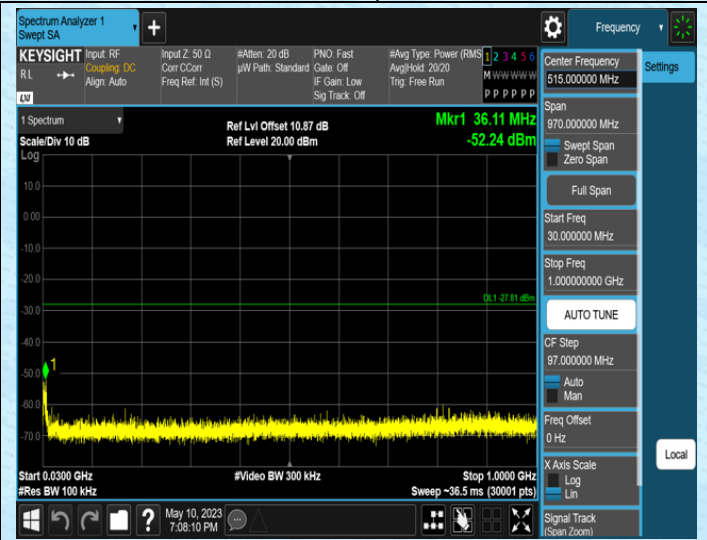 Spectrum Analyzer 1
Swept SA
+
Frequency
KEYSIGHT
RL
LXI
Input: RF
Coupling: DC
Align: Auto
Input Z: 50 Ω
Corr CCorr
Freq Ref: Int (S)
#Atten: 20 dB
µW Path: Standard
PNO: Fast
Gate: Off
IF Gain: Low
Sig Track: Off
#Avg Type: Power (RMS
Avg|Hold: 20/20
Trig: Free Run
1 2 3 4 5 6
M W W W W W
P P P P P P
1 Spectrum
Scale/Div 10 dB
Log
Ref Lvl Offset 10.87 dB
Ref Level 20.00 dBm
Mkr1 36.11 MHz
-52.24 dBm
10.0
0.00
-10.0
-20.0
DL1 -27.81 dBm
-30.0
-40.0
1
-50.0
-60.0
-70.0
Start 0.0300 GHz
#Res BW 100 kHz
#Video BW 300 kHz
Stop 1.0000 GHz
Sweep ~36.5 ms (30001 pts)
?
May 10, 2023
7:08:10 PM
Center Frequency
515.000000 MHz
Settings
Span
970.000000 MHz
Swept Span
Zero Span
Full Span
Start Freq
30.000000 MHz
Stop Freq
1.000000000 GHz
AUTO TUNE
CF Step
97.000000 MHz
Auto
Man
Freq Offset
0 Hz
Local
X Axis Scale
Log
Lin
Signal Track
(Span Zoom)